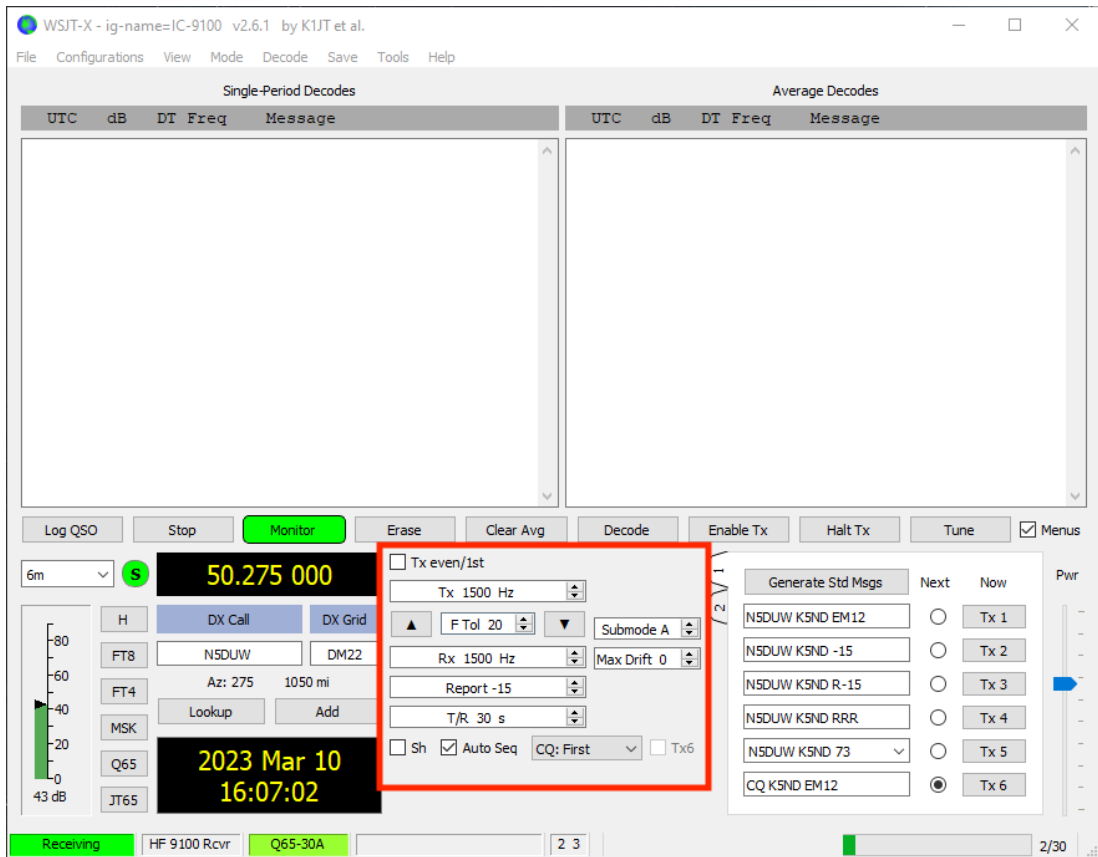 WSJT-X - ig-name=IC-9100 v2.6.1 by K1JT et al.
File Configurations View Mode Decode Save Tools Help
Single-Period Decodes Average Decodes
UTC dB DT Freq Message UTC dB DT Freq Message
Log QSO Stop Monitor Erase Clear Avg Decode Enable Tx Halt Tx Tune Menus
6m S 50.275 000
Tx even/1st
Tx 1500 Hz
▲ F Tol 20 ▼ Submode A
Rx 1500 Hz Max Drift 0
Report -15
T/R 30 s
Sh Auto Seq CQ: First Tx6
H DX Call DX Grid
FT8 N5DUW DM22
FT4 Az: 275 1050 mi
MSK Lookup Add
Q65 2023 Mar 10
JT65 16:07:02
-80
-60
-40
-20
0
43 dB
1
2
Generate Std Msgs Next Now Pwr
N5DUW K5ND EM12 Tx 1
N5DUW K5ND -15 Tx 2
N5DUW K5ND R-15 Tx 3
N5DUW K5ND RRR Tx 4
N5DUW K5ND 73 Tx 5
CQ K5ND EM12 Tx 6
Receiving HF 9100 Rcvr Q65-30A 2 3 2/30